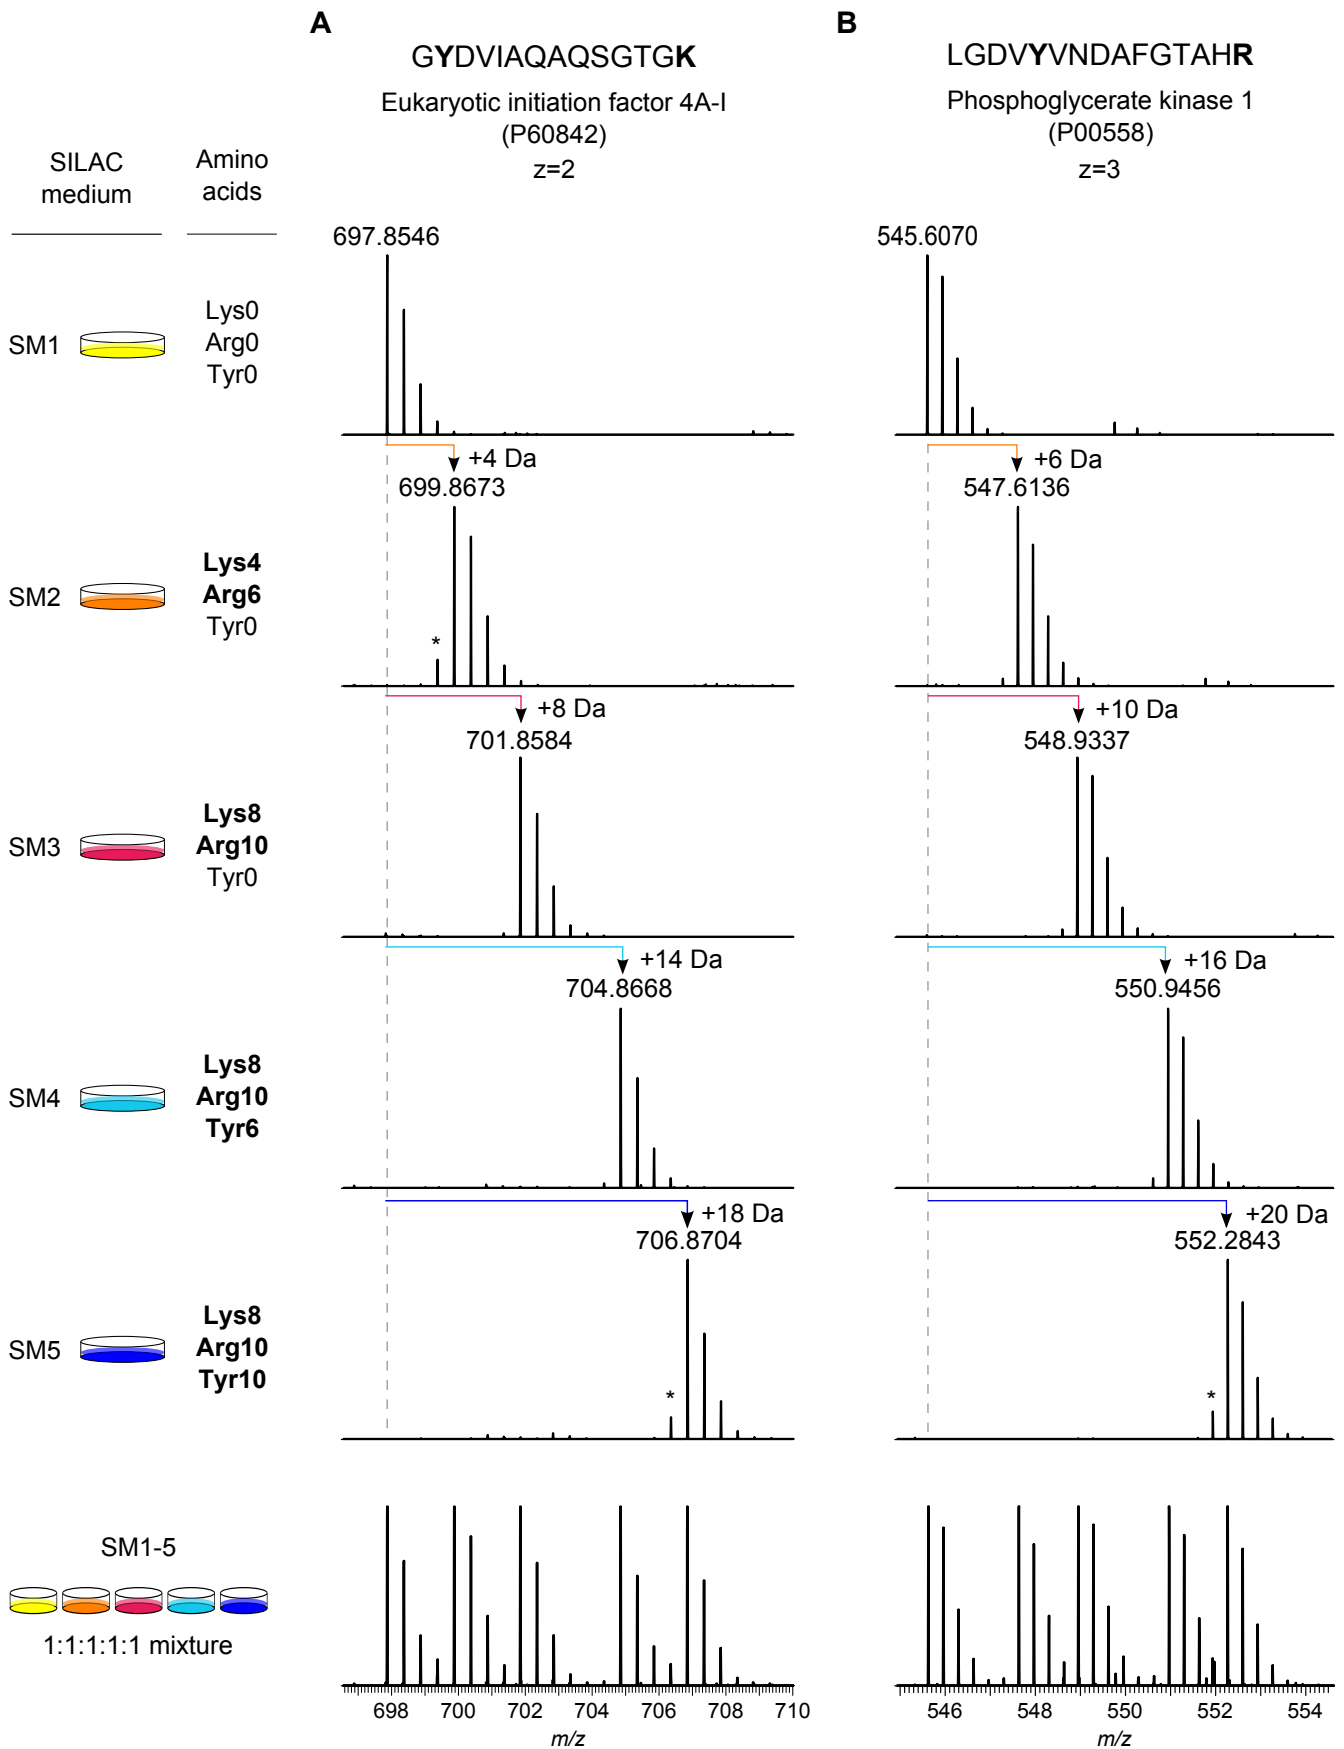 A
B
GYDVIAQAQSGTGK
LGDVYVNDAFGTAHR
Eukaryotic initiation factor 4A-I
(P60842)
z=2
Phosphoglycerate kinase 1
(P00558)
z=3
SILAC
medium
Amino
acids
697.8546
545.6070
SM1
Lys0
Arg0
Tyr0
+4 Da
699.8673
+6 Da
547.6136
SM2
Lys4
Arg6
Tyr0
*
+8 Da
701.8584
+10 Da
548.9337
SM3
Lys8
Arg10
Tyr0
+14 Da
704.8668
+16 Da
550.9456
SM4
Lys8
Arg10
Tyr6
+18 Da
706.8704
+20 Da
552.2843
SM5
Lys8
Arg10
Tyr10
*
*
SM1-5
1:1:1:1:1 mixture
698 700 702 704 706 708 710
m/z
546 548 550 552 554
m/z